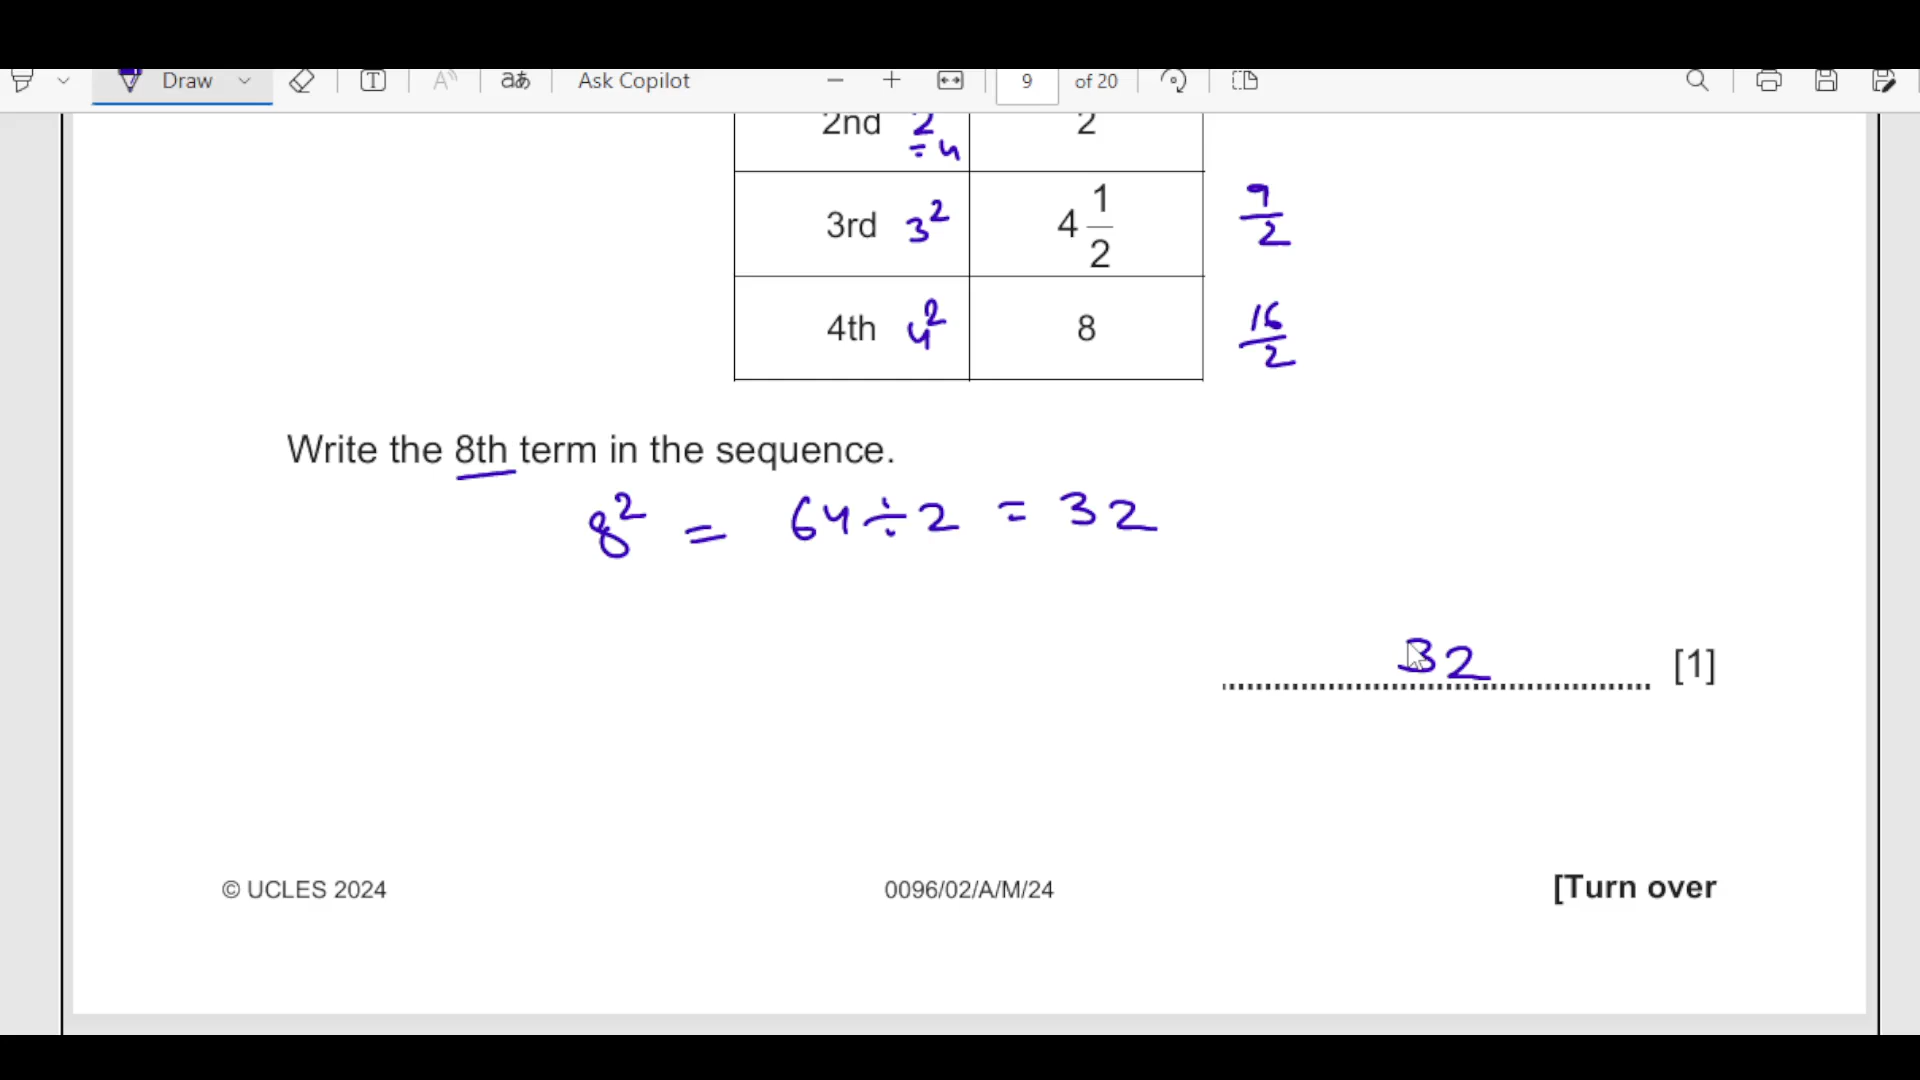 Draw Ask Copilot 9 of 20
2nd 2 2
÷ 4
3rd 3² 4 1/2 9/2
4th 4² 8 16/2
Write the 8th term in the sequence.
8² = 64 ÷ 2 = 32
32 [1]
© UCLES 2024 0096/02/A/M/24 [Turn over